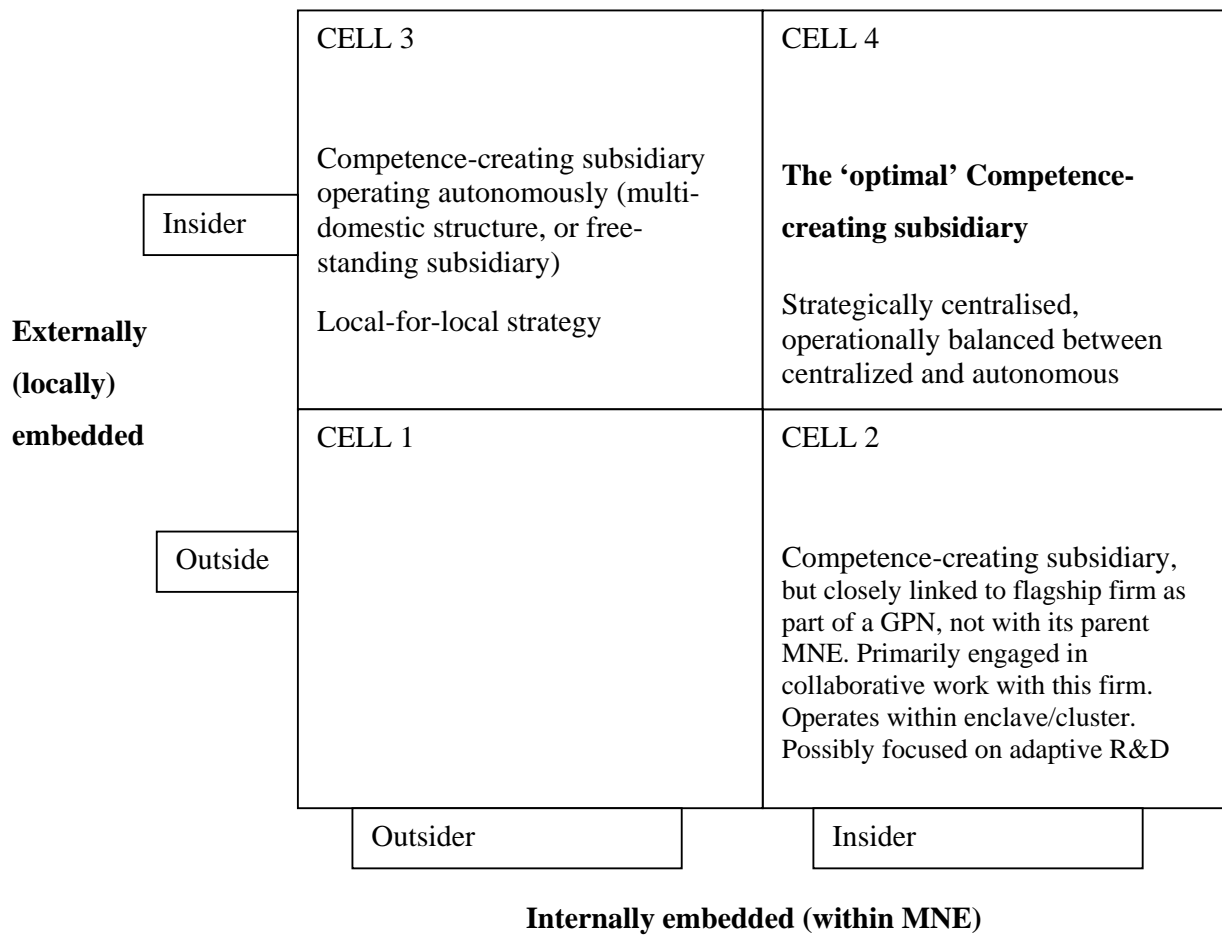 CELL 3
Competence-creating subsidiary
operating autonomously (multi-
domestic structure, or free-
standing subsidiary)
Local-for-local strategy
CELL 4
The ‘optimal’ Competence-
creating subsidiary
Strategically centralised,
operationally balanced between
centralized and autonomous
Insider
Externally
(locally)
embedded
CELL 1
CELL 2
Competence-creating subsidiary,
but closely linked to flagship firm as
part of a GPN, not with its parent
MNE. Primarily engaged in
collaborative work with this firm.
Operates within enclave/cluster.
Possibly focused on adaptive R&D
Outside
Outsider
Insider
Internally embedded (within MNE)